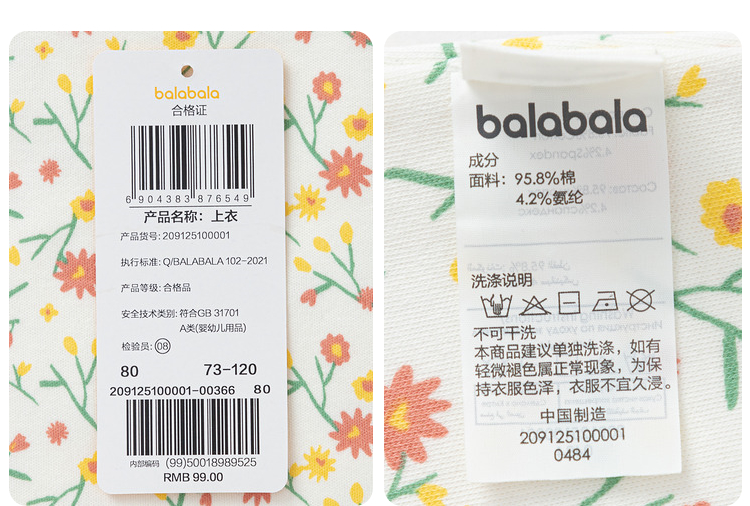 balabala
合格证
6 904383 876549
产品名称：上衣
产品货号: 209125100001
执行标准: Q/BALABALA 102-2021
产品等级: 合格品
安全技术类别: 符合GB 31701
A类(婴幼儿用品)
检验员: 08
80 73-120
209125100001-00366 80
内部编码 (99)50018989525
RMB 99.00
balabala
成分
面料：95.8%棉
4.2%氨纶
洗涤说明
不可干洗
本商品建议单独洗涤，如有
轻微褪色属正常现象，为保
持衣服色泽，衣服不宜久浸。
中国制造
209125100001
0484